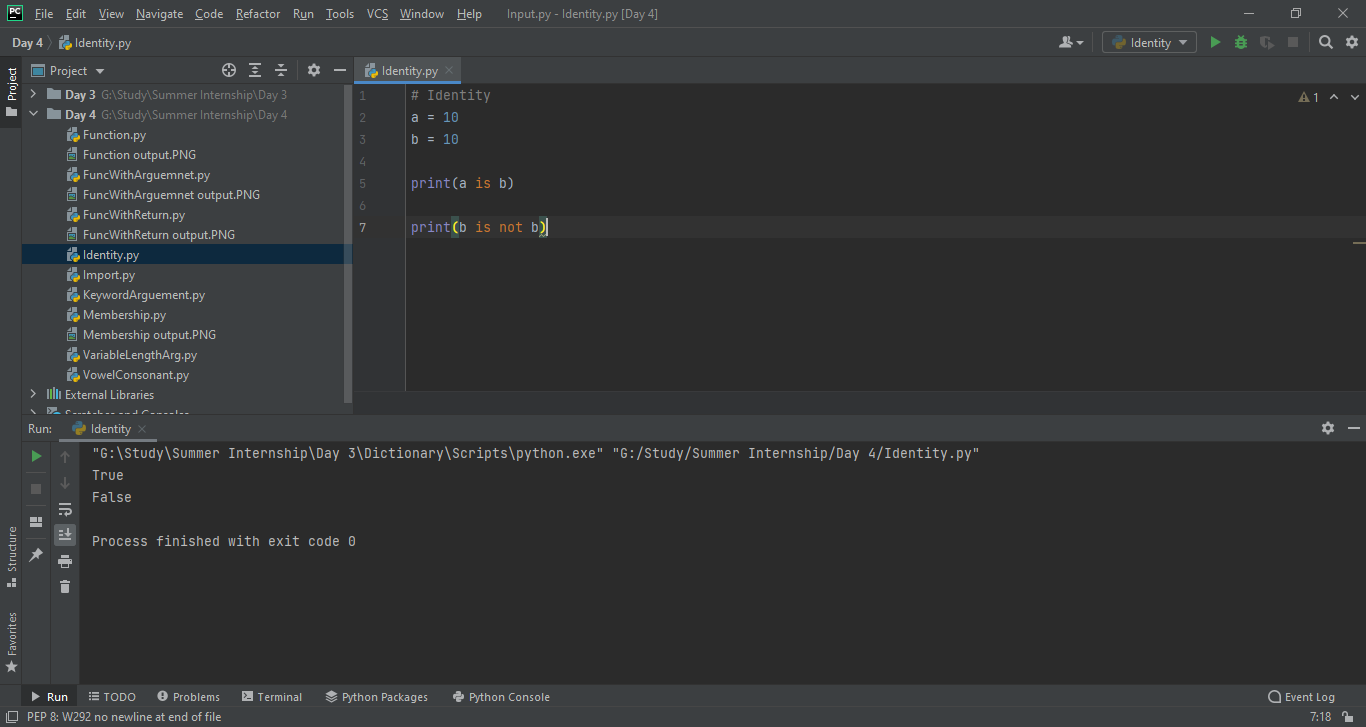 PC File Edit View Navigate Code Refactor Run Tools VCS Window Help Input.py - Identity.py [Day 4]
Day 4 Identity.py Identity
Project
Project
Identity.py
Day 3 G:\Study\Summer Internship\Day 3
Day 4 G:\Study\Summer Internship\Day 4
Function.py
Function output.PNG
FuncWithArguemnet.py
FuncWithArguemnet output.PNG
FuncWithReturn.py
FuncWithReturn output.PNG
Identity.py
Import.py
KeywordArguement.py
Membership.py
Membership output.PNG
VariableLengthArg.py
VowelConsonant.py
External Libraries
Scratches and Consoles
1 # Identity
2 a = 10
3 b = 10
4
5 print(a is b)
6
7 print(b is not b)
1
Run: Identity
"G:\Study\Summer Internship\Day 3\Dictionary\Scripts\python.exe" "G:/Study/Summer Internship/Day 4/Identity.py"
True
False
Process finished with exit code 0
Structure
Favorites
Run TODO Problems Terminal Python Packages Python Console Event Log
PEP 8: W292 no newline at end of file 7:18